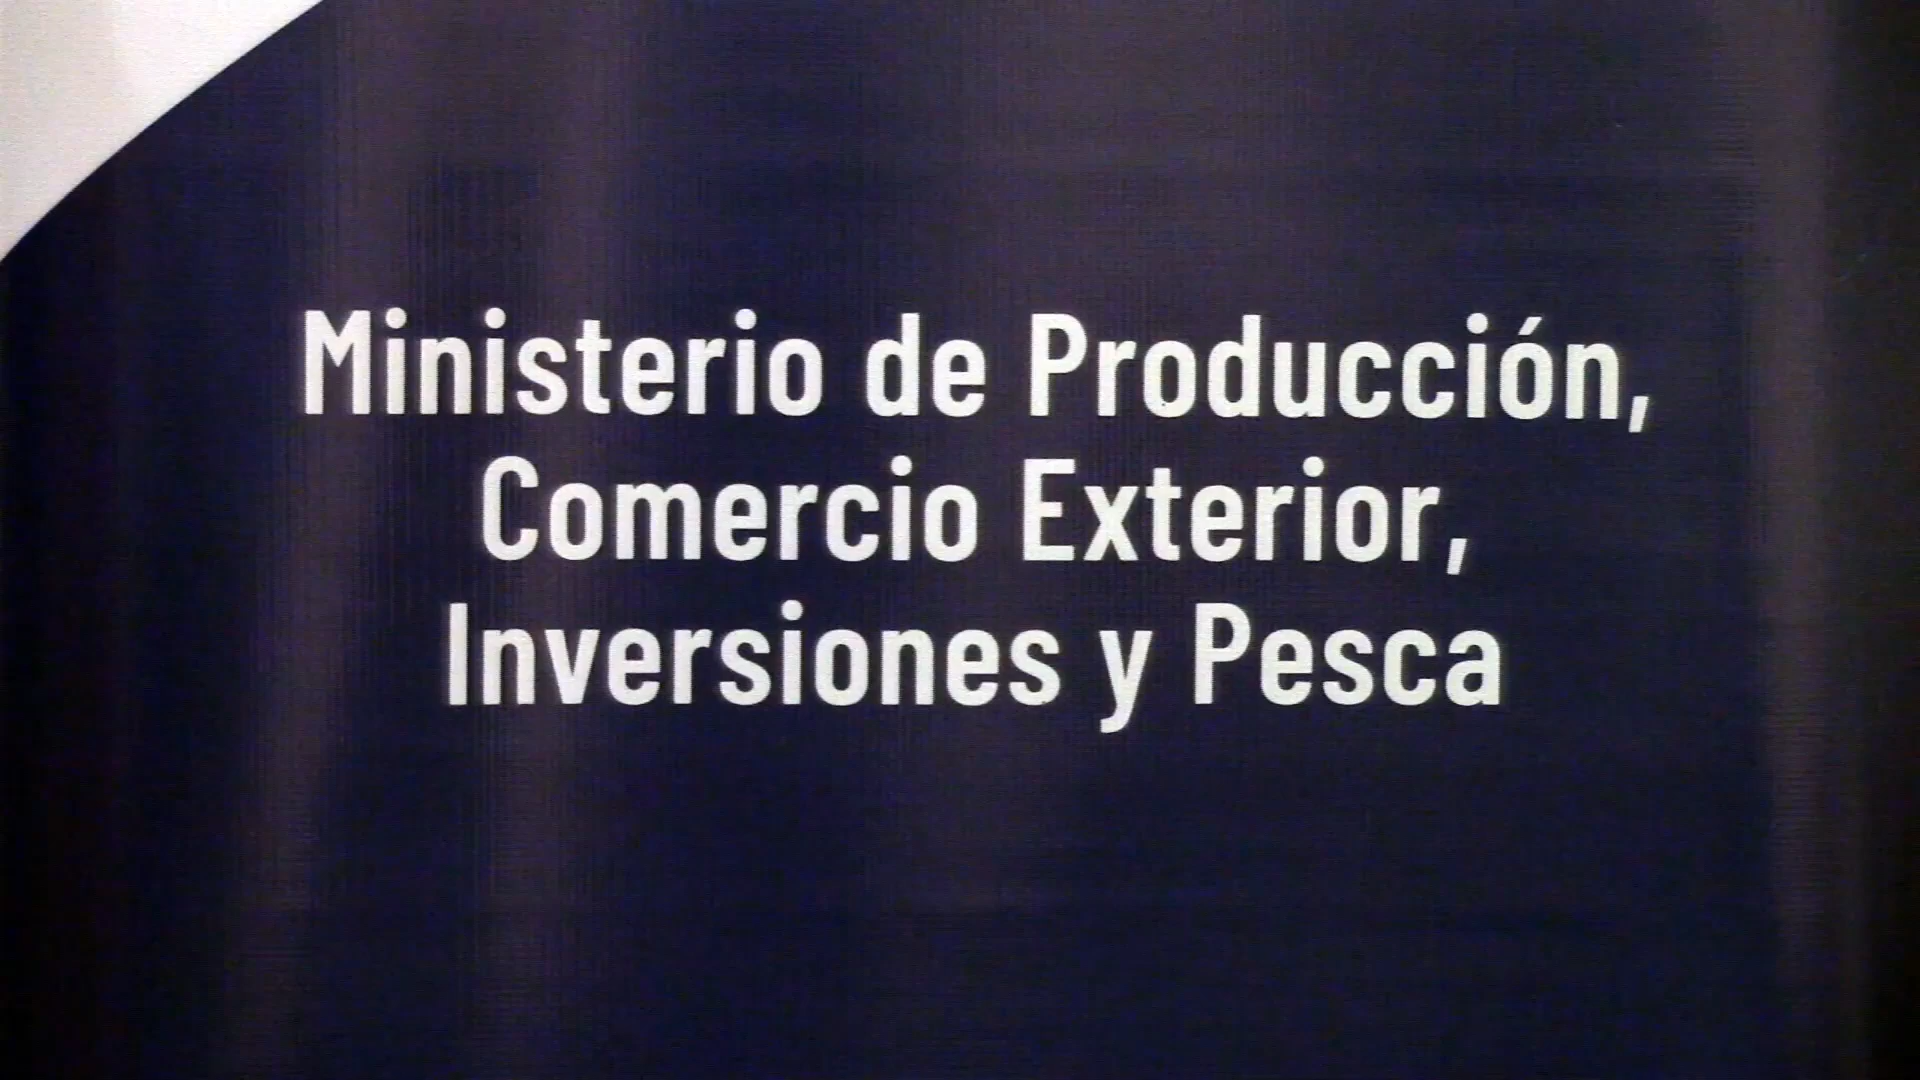 Ministerio de Producción,
Comercio Exterior,
Inversiones y Pesca